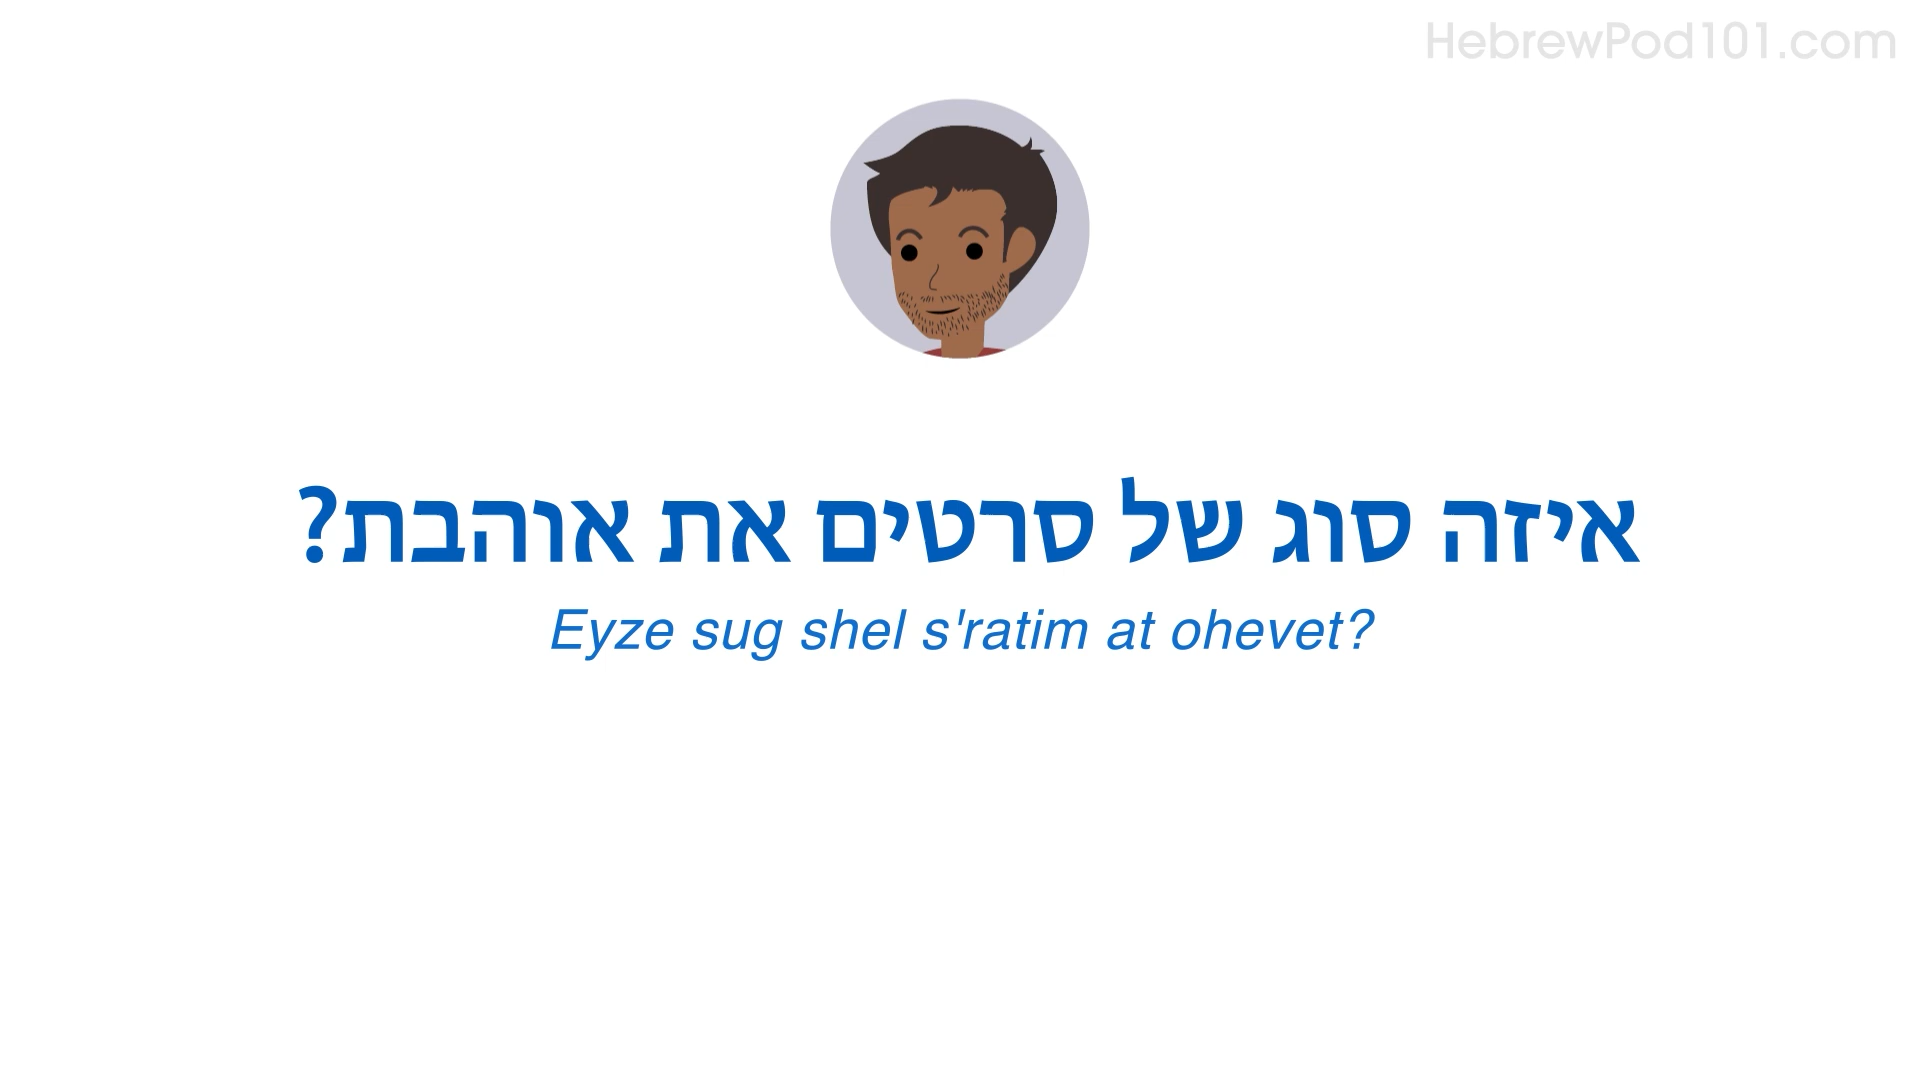 HebrewPod101.com
איזה סוג של סרטים את אוהבת?
Eyze sug shel s'ratim at ohevet?